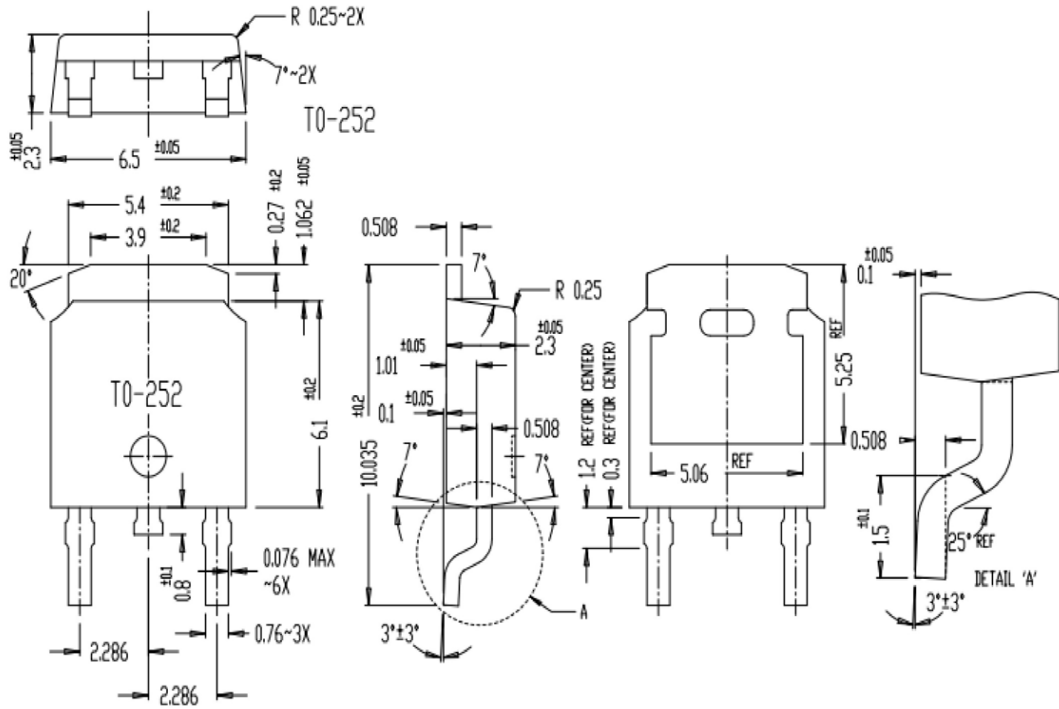 R 0.25~2X
7°~2X
TO-252
2.3 ±0.05
6.5 ±0.05
5.4 ±0.2
3.9 ±0.2
0.27 ±0.2
1.062 ±0.05
20°
TO-252
6.1 ±0.2
0.8 ±0.1
0.076 MAX
~6X
0.76~3X
2.286
2.286
0.508
7°
R 0.25
2.3 ±0.05
1.01 ±0.05
0.1 ±0.05
0.508
10.035 ±0.2
7°
7°
A
3°±3°
1.2 REF(FOR CENTER)
0.3 REF(FOR CENTER)
5.25 REF
5.06 REF
0.1 ±0.05
0.508
1.5 ±0.1
25° REF
DETAIL 'A'
3°±3°